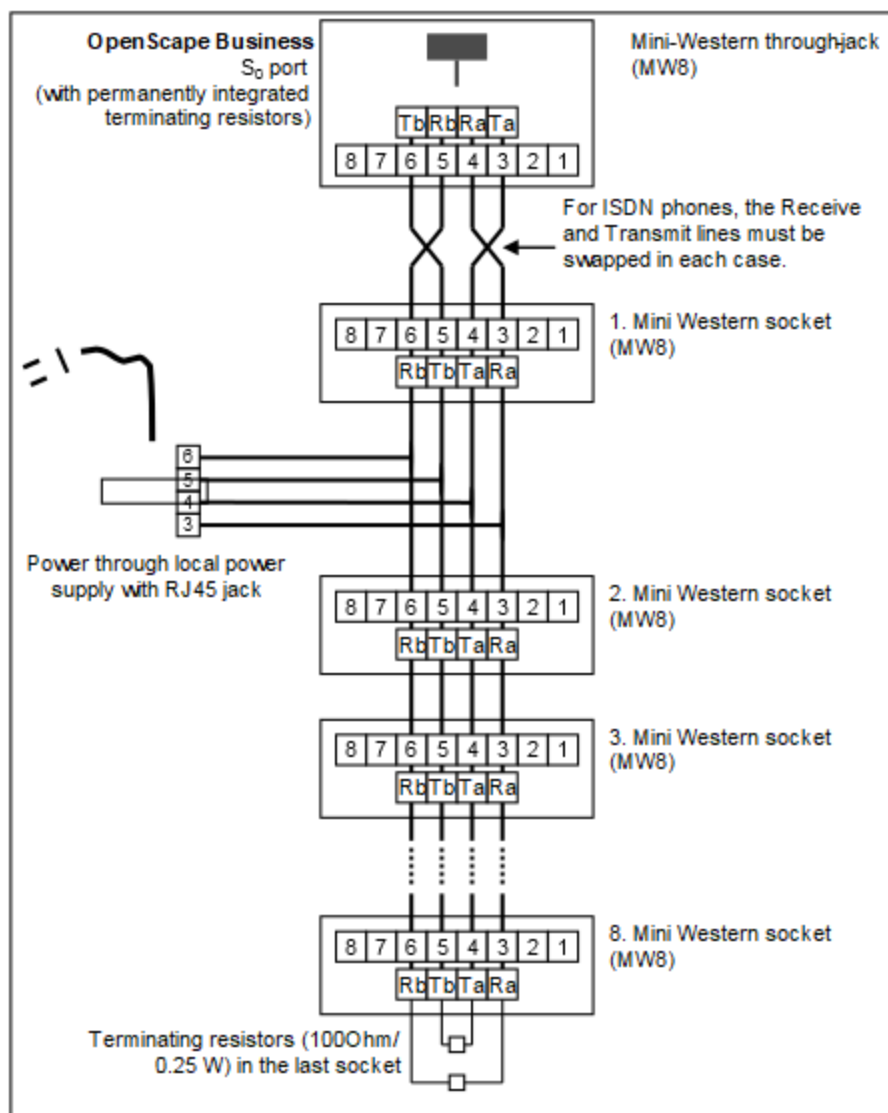 OpenScape Business
S0 port
(with permanently integrated
terminating resistors)
Mini-Western through-jack
(MW8)
Tb Rb Ra Ta
8 7 6 5 4 3 2 1
For ISDN phones, the Receive
and Transmit lines must be
swapped in each case.
8 7 6 5 4 3 2 1
Rb Tb Ta Ra
1. Mini Western socket
(MW8)
6
5
4
3
Power through local power
supply with RJ45 jack
8 7 6 5 4 3 2 1
Rb Tb Ta Ra
2. Mini Western socket
(MW8)
8 7 6 5 4 3 2 1
Rb Tb Ta Ra
3. Mini Western socket
(MW8)
8 7 6 5 4 3 2 1
Rb Tb Ta Ra
8. Mini Western socket
(MW8)
Terminating resistors (100Ohm/
0.25 W) in the last socket